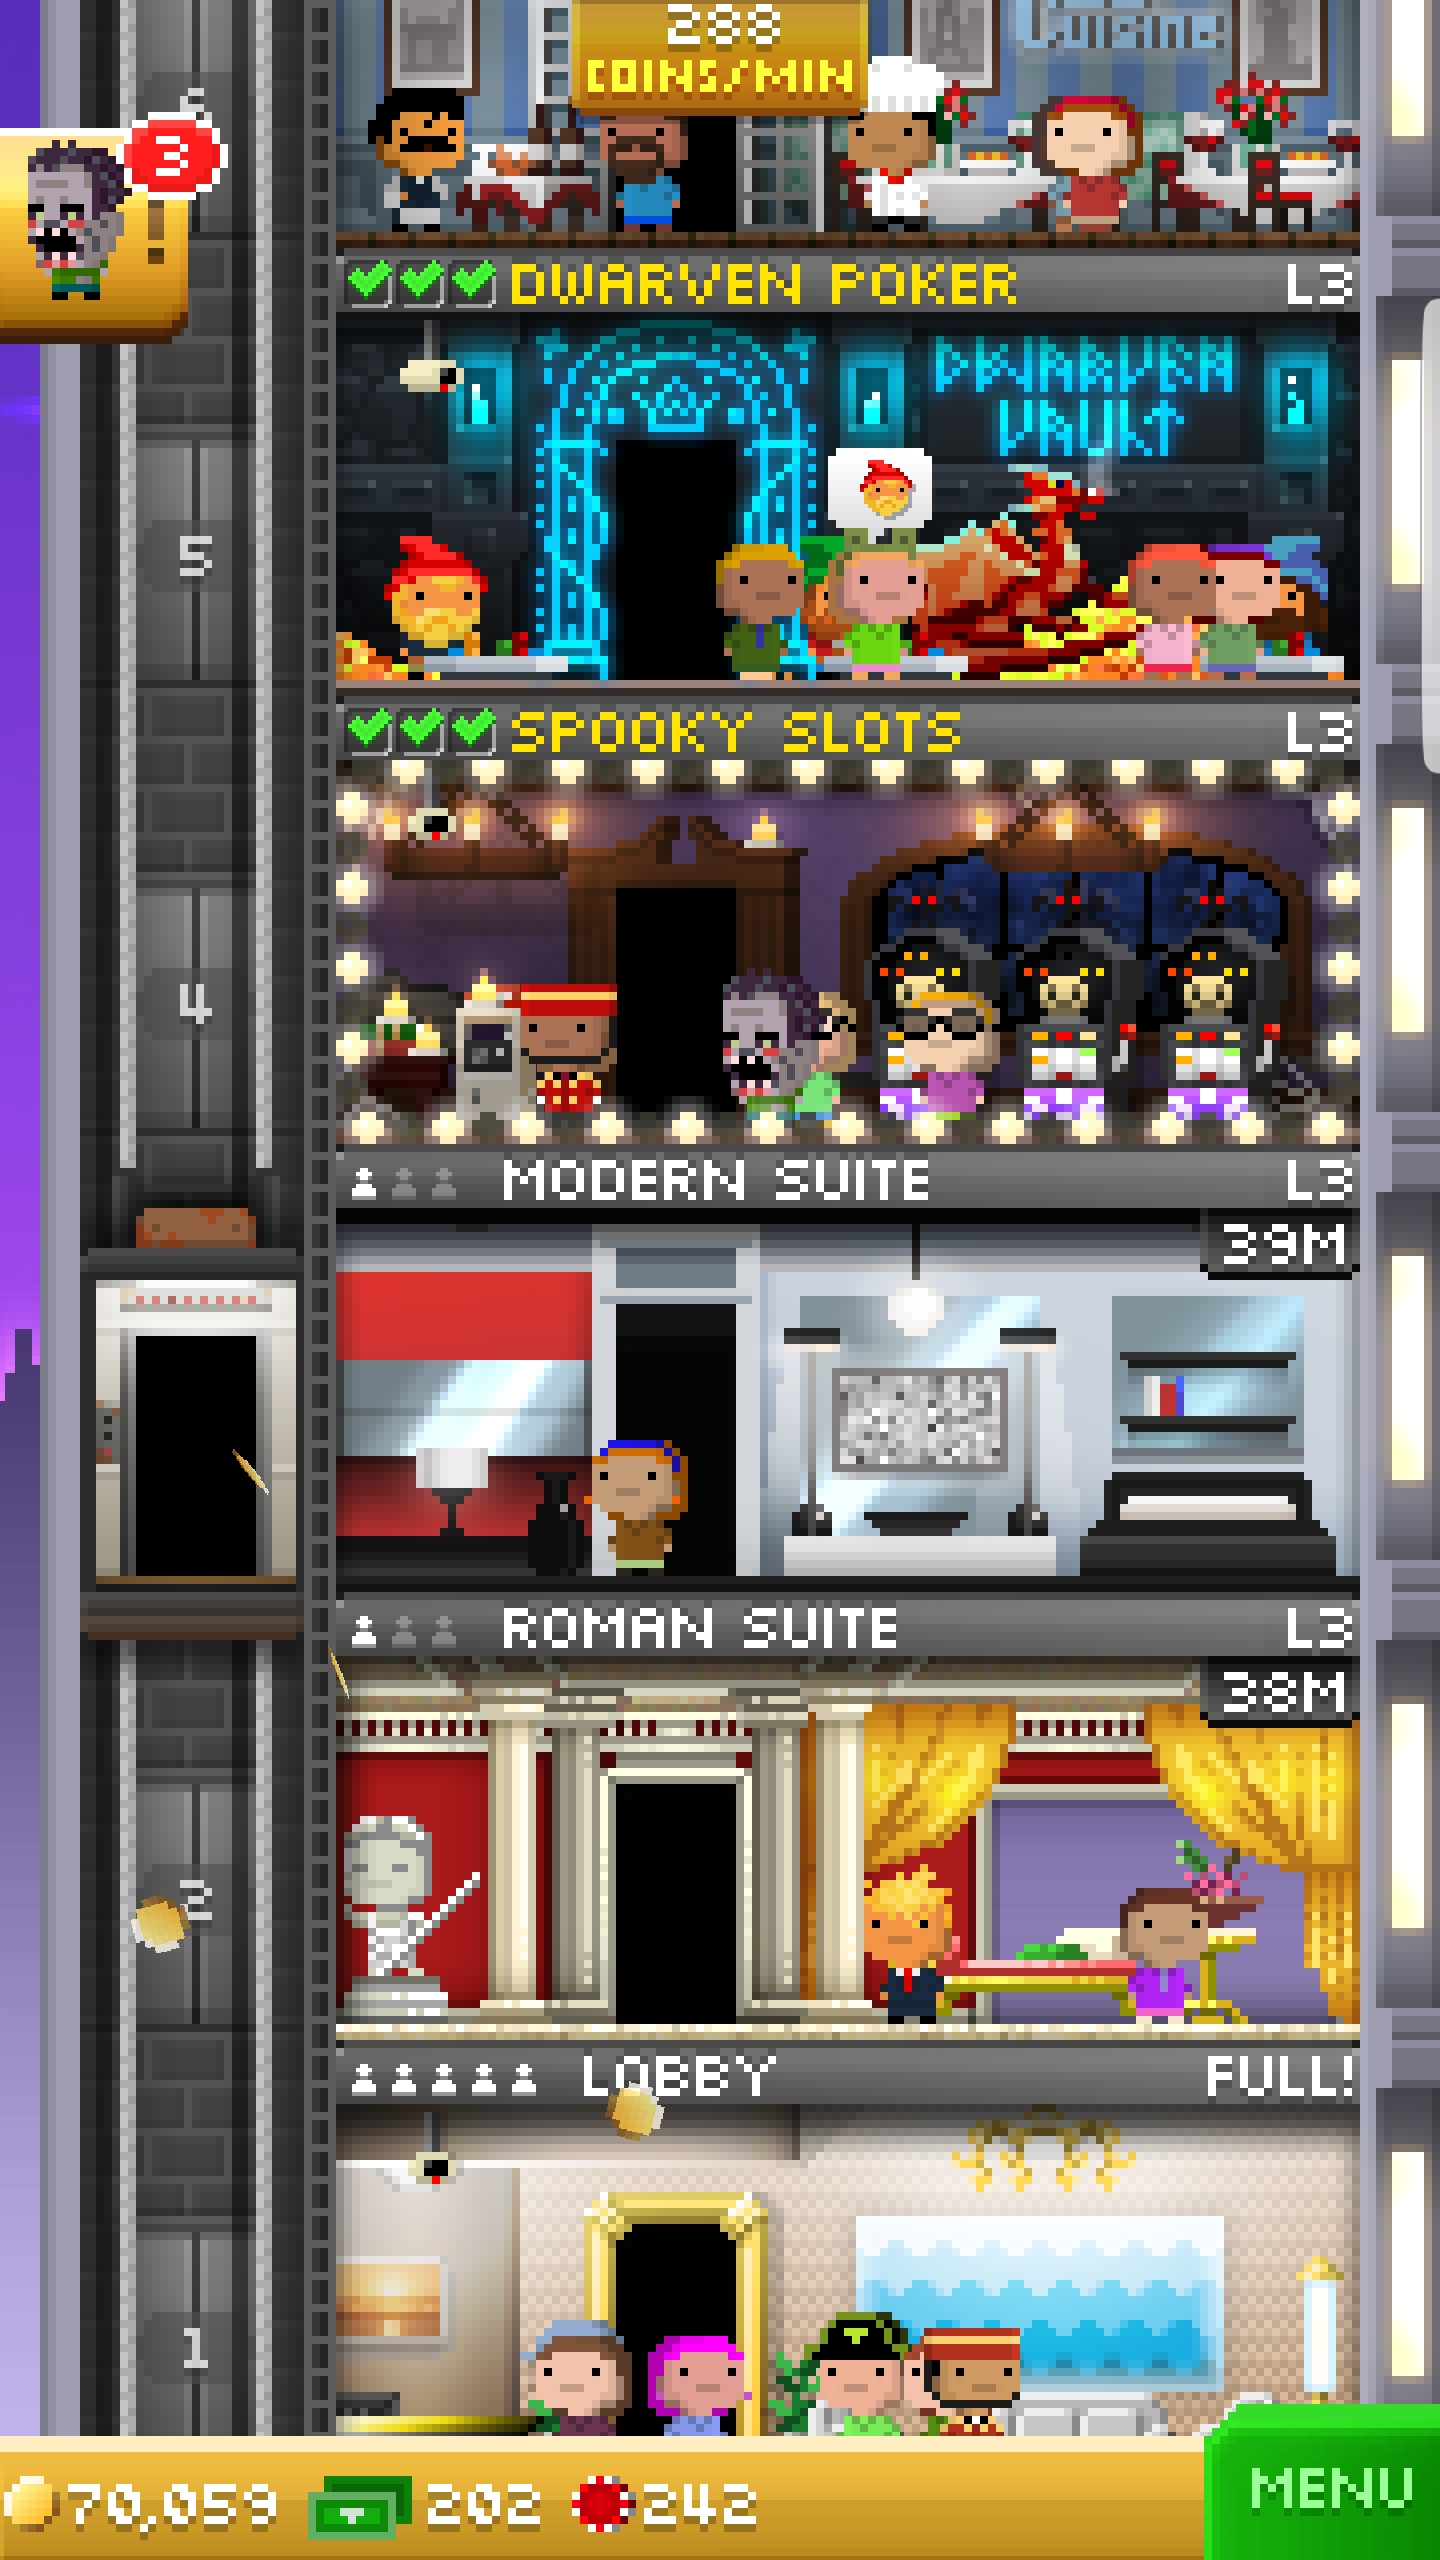 Cuisine
288
COINS/MIN
6
3
!
DWARVEN POKER
L3
DWARVEN
VAULT
5
SPOOKY SLOTS
L3
4
MODERN SUITE
L3
39M
ROMAN SUITE
L3
38M
2
LOBBY
FULL!
1
70,059
202
242
MENU